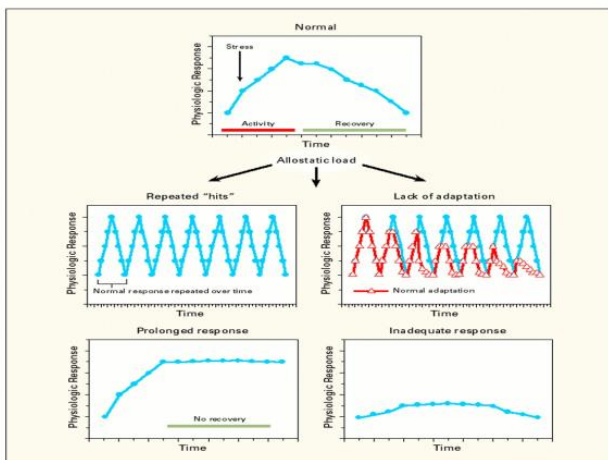 Normal
Physiologic Response
Stress
Activity
Recovery
Time
Allostatic load
Repeated "hits"
Physiologic Response
Normal response repeated over time
Time
Lack of adaptation
Physiologic Response
Normal adaptation
Time
Prolonged response
Physiologic Response
No recovery
Time
Inadequate response
Physiologic Response
Time